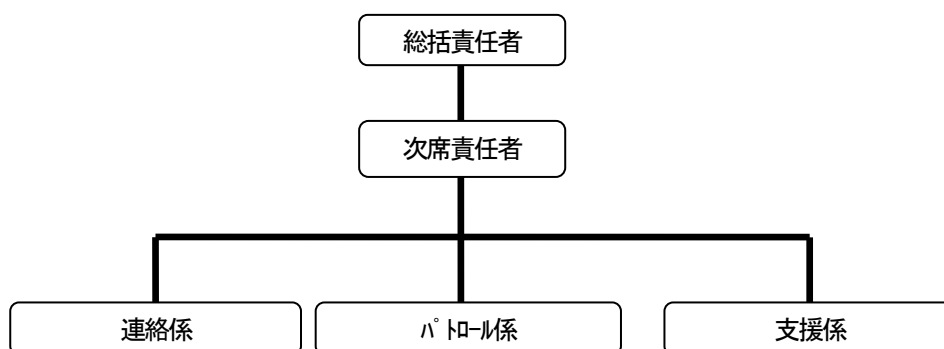 総括責任者
次席責任者
連絡係
ﾊﾟﾄﾛｰﾙ係
支援係